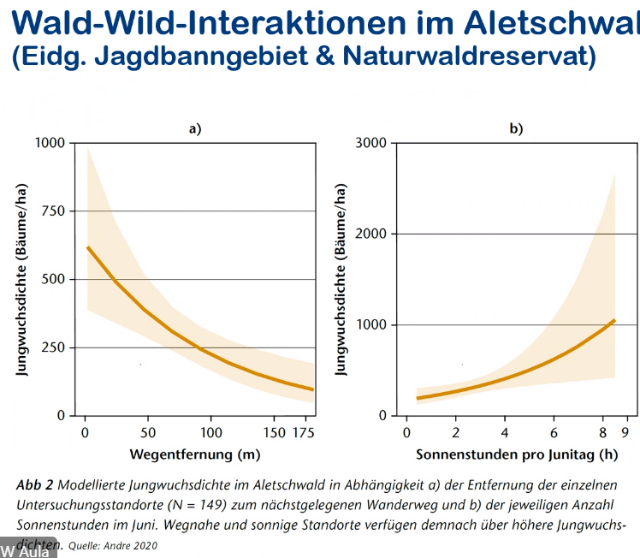 Wald-Wild-Interaktionen im Aletschwal
(Eidg. Jagdbanngebiet & Naturwaldreservat)
a)
Jungwuchsdichte (Bäume/ha)
1000
750
500
250
0
0 50 100 150 175
Wegentfernung (m)
b)
Jungwuchsdichte (Bäume/ha)
3000
2000
1000
0
0 2 4 6 8 9
Sonnenstunden pro Junitag (h)
Abb 2 Modellierte Jungwuchsdichte im Aletschwald in Abhängigkeit a) der Entfernung der einzelnen
Untersuchungsstandorte (N = 149) zum nächstgelegenen Wanderweg und b) der jeweiligen Anzahl
Sonnenstunden im Juni. Wegnahe und sonnige Standorte verfügen demnach über höhere Jungwuchs-
dichten. Quelle: Andre 2020
W Aula